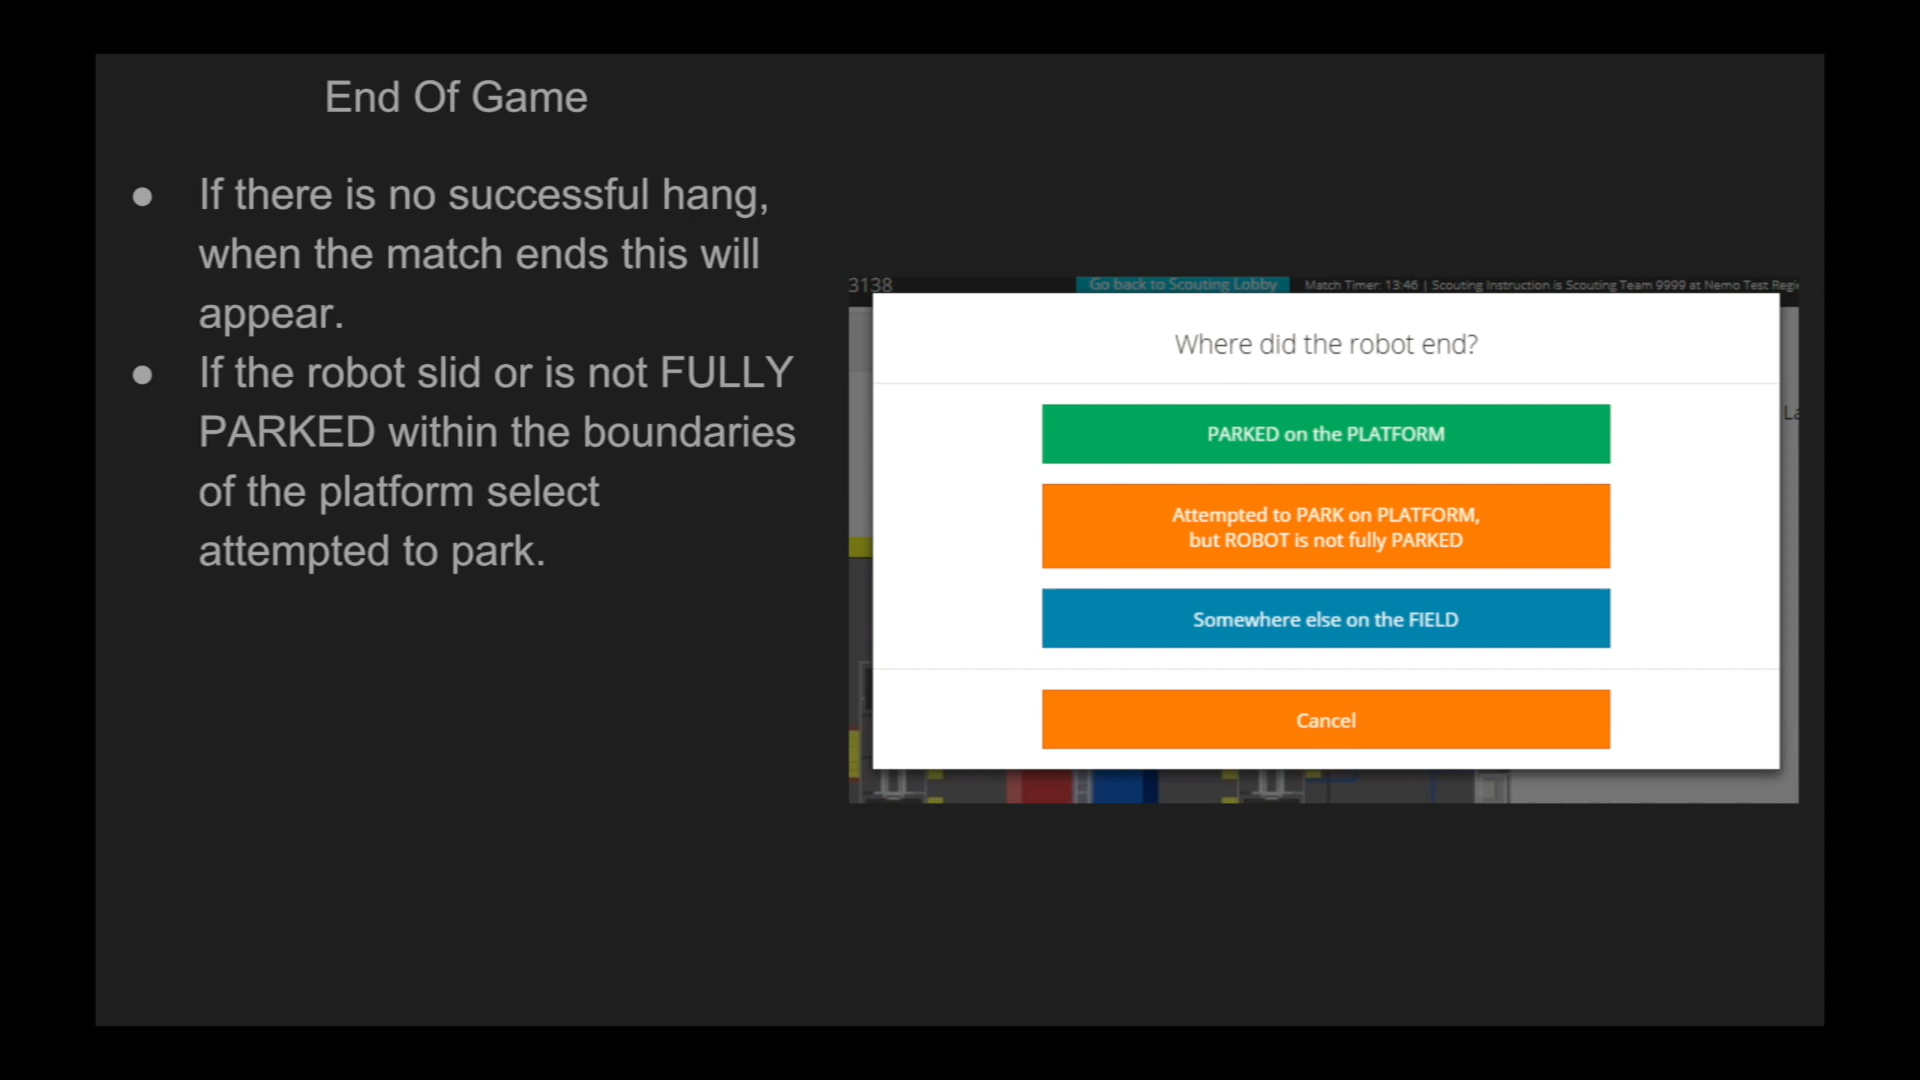 End Of Game
● If there is no successful hang,
when the match ends this will
appear.
● If the robot slid or is not FULLY
PARKED within the boundaries
of the platform select
attempted to park.
3138
Go back to Scouting Lobby
Match Timer: 13:46 | Scouting Instruction is Scouting Team 9999 at Nemo Test
Where did the robot end?
PARKED on the PLATFORM
Attempted to PARK on PLATFORM,
but ROBOT is not fully PARKED
Somewhere else on the FIELD
Cancel